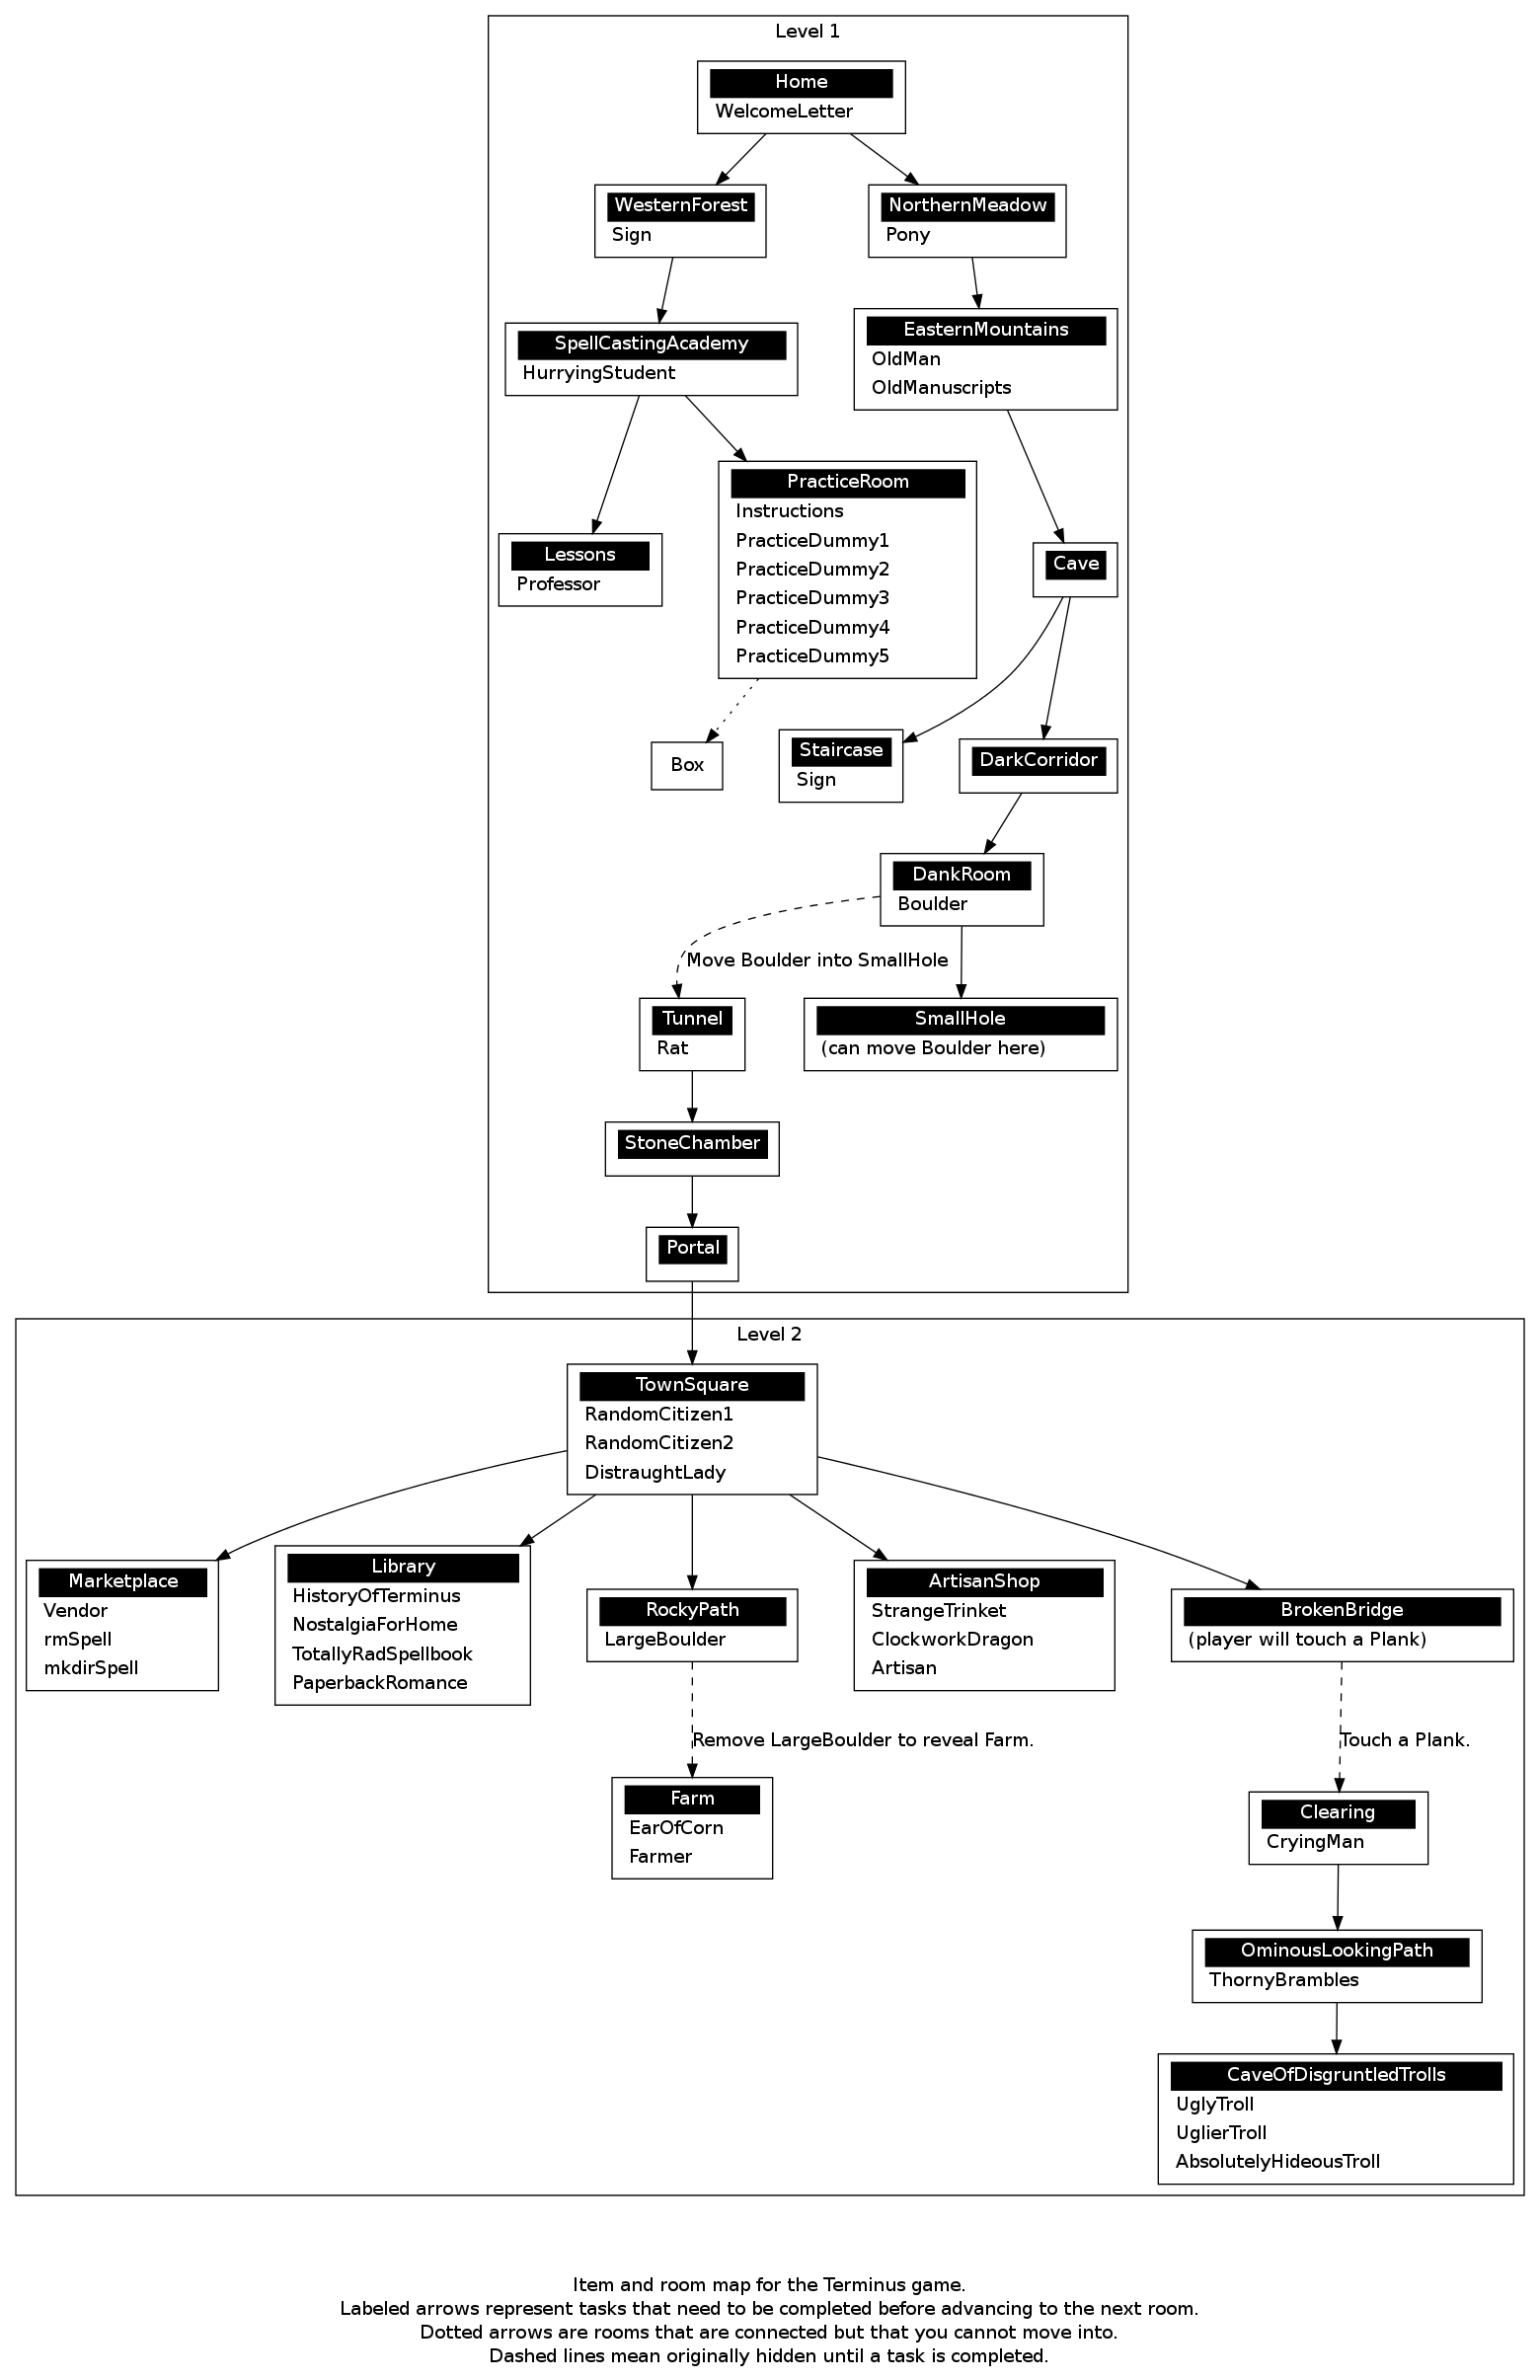 Level 1
Home
WelcomeLetter
WesternForest
Sign
NorthernMeadow
Pony
SpellCastingAcademy
HurryingStudent
EasternMountains
OldMan
OldManuscripts
Lessons
Professor
PracticeRoom
Instructions
PracticeDummy1
PracticeDummy2
PracticeDummy3
PracticeDummy4
PracticeDummy5
Cave
Box
Staircase
Sign
DarkCorridor
DankRoom
Boulder
Move Boulder into SmallHole
Tunnel
Rat
SmallHole
(can move Boulder here)
StoneChamber
Portal
Level 2
TownSquare
RandomCitizen1
RandomCitizen2
DistraughtLady
Marketplace
Vendor
rmSpell
mkdirSpell
Library
HistoryOfTerminus
NostalgiaForHome
TotallyRadSpellbook
PaperbackRomance
RockyPath
LargeBoulder
ArtisanShop
StrangeTrinket
ClockworkDragon
Artisan
BrokenBridge
(player will touch a Plank)
Remove LargeBoulder to reveal Farm.
Touch a Plank.
Farm
EarOfCorn
Farmer
Clearing
CryingMan
OminousLookingPath
ThornyBrambles
CaveOfDisgruntledTrolls
UglyTroll
UglierTroll
AbsolutelyHideousTroll
Item and room map for the Terminus game.
Labeled arrows represent tasks that need to be completed before advancing to the next room.
Dotted arrows are rooms that are connected but that you cannot move into.
Dashed lines mean originally hidden until a task is completed.